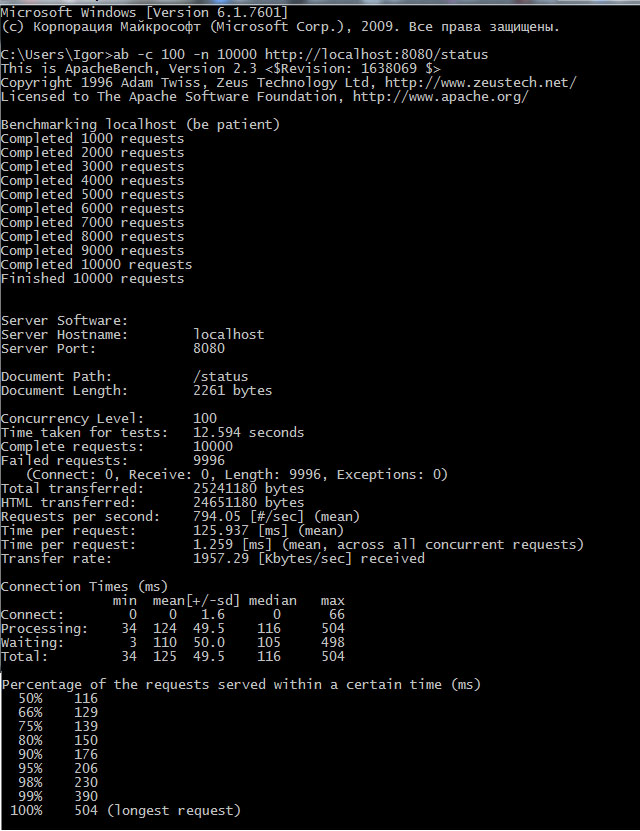 Microsoft Windows [Version 6.1.7601]
(c) Корпорация Майкрософт (Microsoft Corp.), 2009. Все права защищены.
C:\Users\Igor>ab -c 100 -n 10000 http://localhost:8080/status
This is ApacheBench, Version 2.3 <$Revision: 1638069 $>
Copyright 1996 Adam Twiss, Zeus Technology Ltd, http://www.zeustech.net/
Licensed to The Apache Software Foundation, http://www.apache.org/
Benchmarking localhost (be patient)
Completed 1000 requests
Completed 2000 requests
Completed 3000 requests
Completed 4000 requests
Completed 5000 requests
Completed 6000 requests
Completed 7000 requests
Completed 8000 requests
Completed 9000 requests
Completed 10000 requests
Finished 10000 requests
Server Software:
Server Hostname:        localhost
Server Port:            8080
Document Path:          /status
Document Length:        2261 bytes
Concurrency Level:      100
Time taken for tests:   12.594 seconds
Complete requests:      10000
Failed requests:        9996
   (Connect: 0, Receive: 0, Length: 9996, Exceptions: 0)
Total transferred:      25241180 bytes
HTML transferred:       24651180 bytes
Requests per second:    794.05 [#/sec] (mean)
Time per request:       125.937 [ms] (mean)
Time per request:       1.259 [ms] (mean, across all concurrent requests)
Transfer rate:          1957.29 [Kbytes/sec] received
Connection Times (ms)
              min  mean[+/-sd] median   max
Connect:        0    0   1.6      0      66
Processing:    34  124  49.5    116     504
Waiting:        3  110  50.0    105     498
Total:         34  125  49.5    116     504
Percentage of the requests served within a certain time (ms)
  50%    116
  66%    129
  75%    139
  80%    150
  90%    176
  95%    206
  98%    230
  99%    390
 100%    504 (longest request)